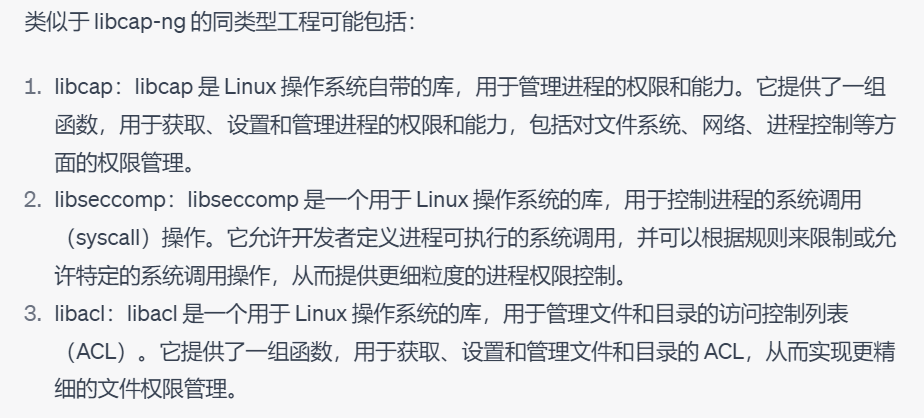 类似于 libcap-ng 的同类型工程可能包括：
1. libcap：libcap 是 Linux 操作系统自带的库，用于管理进程的权限和能力。它提供了一组
函数，用于获取、设置和管理进程的权限和能力，包括对文件系统、网络、进程控制等方
面的权限管理。
2. libseccomp：libseccomp 是一个用于 Linux 操作系统的库，用于控制进程的系统调用
（syscall）操作。它允许开发者定义进程可执行的系统调用，并可以根据规则来限制或允
许特定的系统调用操作，从而提供更细粒度的进程权限控制。
3. libacl：libacl 是一个用于 Linux 操作系统的库，用于管理文件和目录的访问控制列表
（ACL）。它提供了一组函数，用于获取、设置和管理文件和目录的 ACL，从而实现更精
细的文件权限管理。